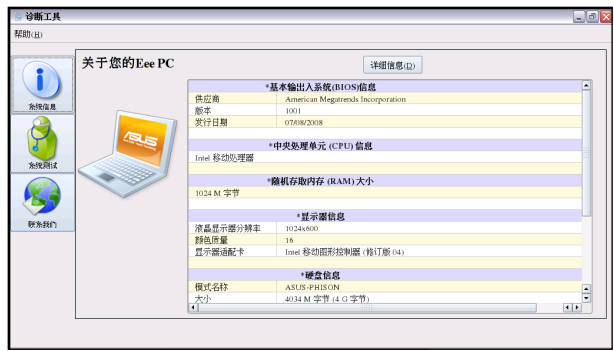 诊断工具
帮助(H)
系统信息
系统测试
联系我们
关于您的Eee PC
详细信息(D)
ASUS
*基本输出入系统(BIOS)信息
供应商 American Megatrends Incorporation
版本 1001
发行日期 07/08/2008
*中央处理单元 (CPU) 信息
Intel 移动处理器
*随机存取内存 (RAM) 大小
1024 M 字节
*显示器信息
液晶显示器分辨率 1024x600
颜色质量 16
显示器适配卡 Intel 移动图形控制器 (修订版 04)
*硬盘信息
模式名称 ASUS-PHISON
大小 4034 M 字节 (4 G 字节)